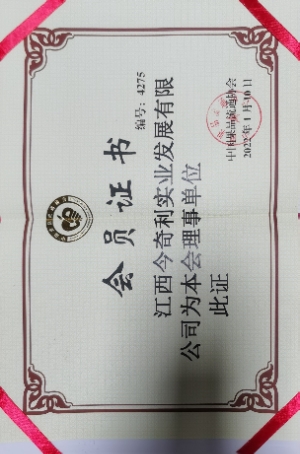 会员证书
编号：4275
江西今奇利实业发展有限
公司为本会理事单位
此证
中国果品流通协会
2022年1月10日